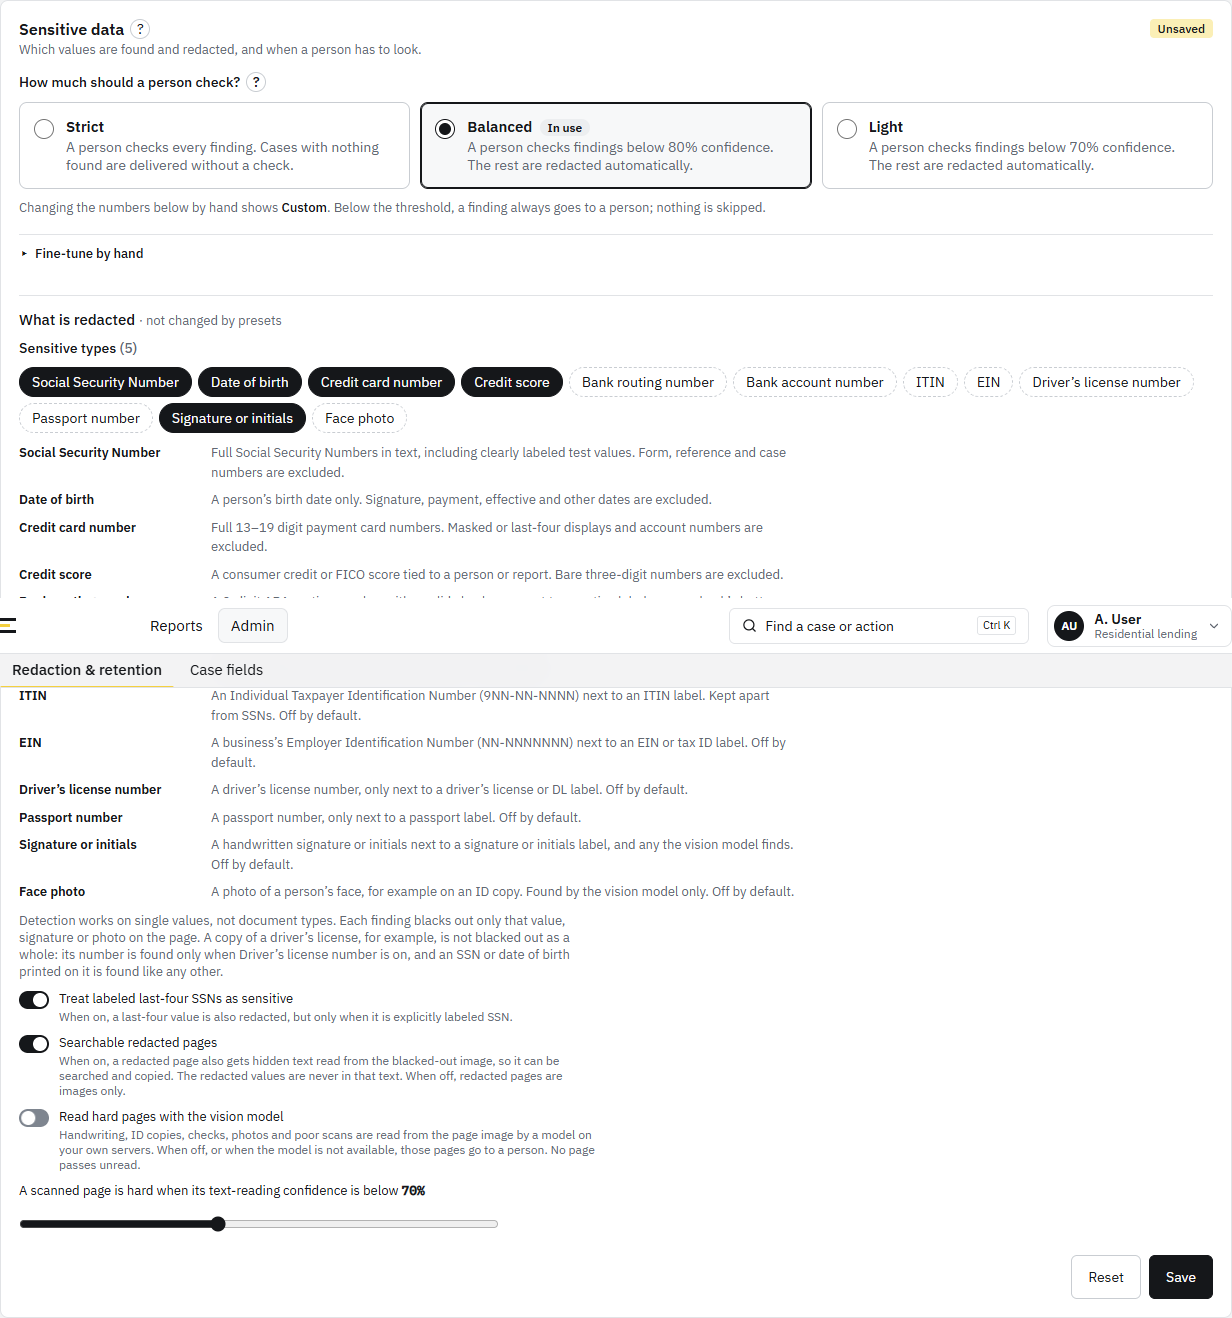 Sensitive data ?
Unsaved
Which values are found and redacted, and when a person has to look.
How much should a person check? ?
Strict
A person checks every finding. Cases with nothing
found are delivered without a check.
Balanced In use
A person checks findings below 80% confidence.
The rest are redacted automatically.
Light
A person checks findings below 70% confidence.
The rest are redacted automatically.
Changing the numbers below by hand shows Custom. Below the threshold, a finding always goes to a person; nothing is skipped.
Fine-tune by hand
What is redacted · not changed by presets
Sensitive types (5)
Social Security Number Date of birth Credit card number Credit score Bank routing number Bank account number ITIN EIN Driver’s license number
Passport number Signature or initials Face photo
Social Security Number
Full Social Security Numbers in text, including clearly labeled test values. Form, reference and case
numbers are excluded.
Date of birth
A person’s birth date only. Signature, payment, effective and other dates are excluded.
Credit card number
Full 13–19 digit payment card numbers. Masked or last-four displays and account numbers are
excluded.
Credit score
A consumer credit or FICO score tied to a person or report. Bare three-digit numbers are excluded.
Reports Admin
Find a case or action Ctrl K
AU
A. User
Residential lending
Redaction & retention Case fields
ITIN
An Individual Taxpayer Identification Number (9NN-NN-NNNN) next to an ITIN label. Kept apart
from SSNs. Off by default.
EIN
A business’s Employer Identification Number (NN-NNNNNNN) next to an EIN or tax ID label. Off by
default.
Driver’s license number
A driver’s license number, only next to a driver’s license or DL label. Off by default.
Passport number
A passport number, only next to a passport label. Off by default.
Signature or initials
A handwritten signature or initials next to a signature or initials label, and any the vision model finds.
Off by default.
Face photo
A photo of a person’s face, for example on an ID copy. Found by the vision model only. Off by default.
Detection works on single values, not document types. Each finding blacks out only that value,
signature or photo on the page. A copy of a driver’s license, for example, is not blacked out as a
whole: its number is found only when Driver’s license number is on, and an SSN or date of birth
printed on it is found like any other.
Treat labeled last-four SSNs as sensitive
When on, a last-four value is also redacted, but only when it is explicitly labeled SSN.
Searchable redacted pages
When on, a redacted page also gets hidden text read from the blacked-out image, so it can be
searched and copied. The redacted values are never in that text. When off, redacted pages are
images only.
Read hard pages with the vision model
Handwriting, ID copies, checks, photos and poor scans are read from the page image by a model on
your own servers. When off, or when the model is not available, those pages go to a person. No page
passes unread.
A scanned page is hard when its text-reading confidence is below 70%
Reset Save